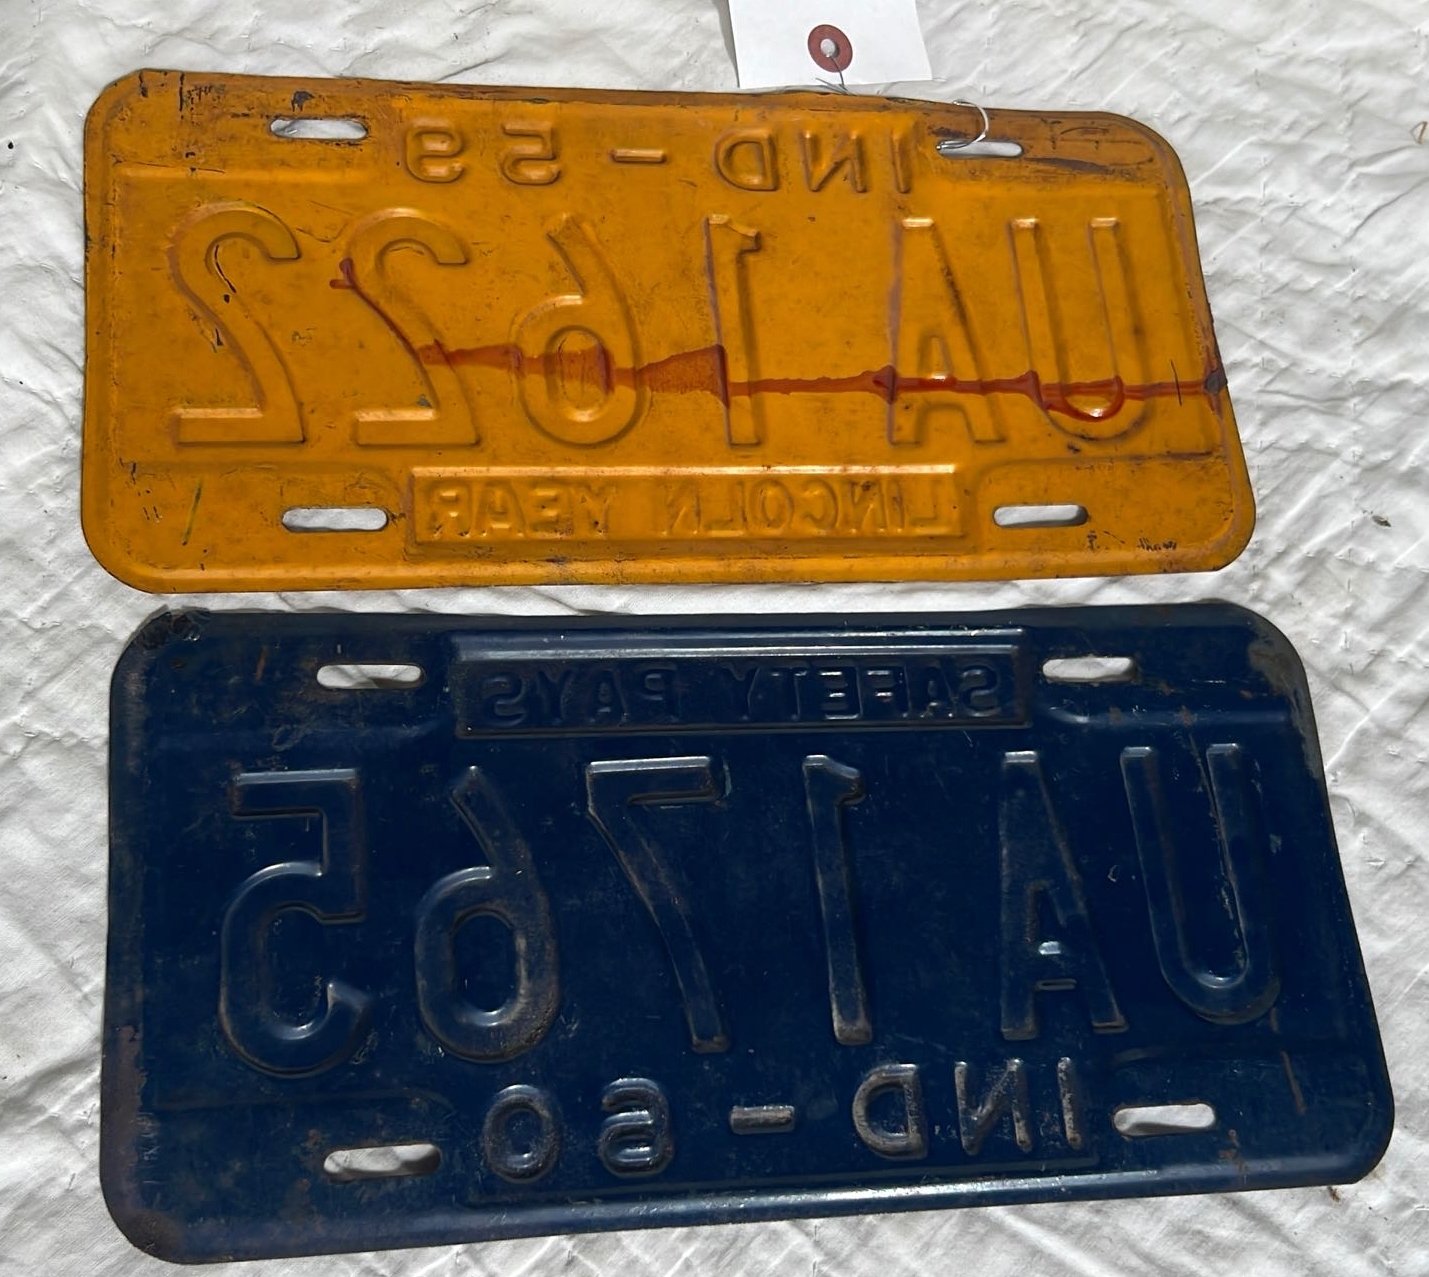 IND - 59
UA 1622
LINCOLN YEAR
SAFETY PAYS
UA 1765
IND - 60